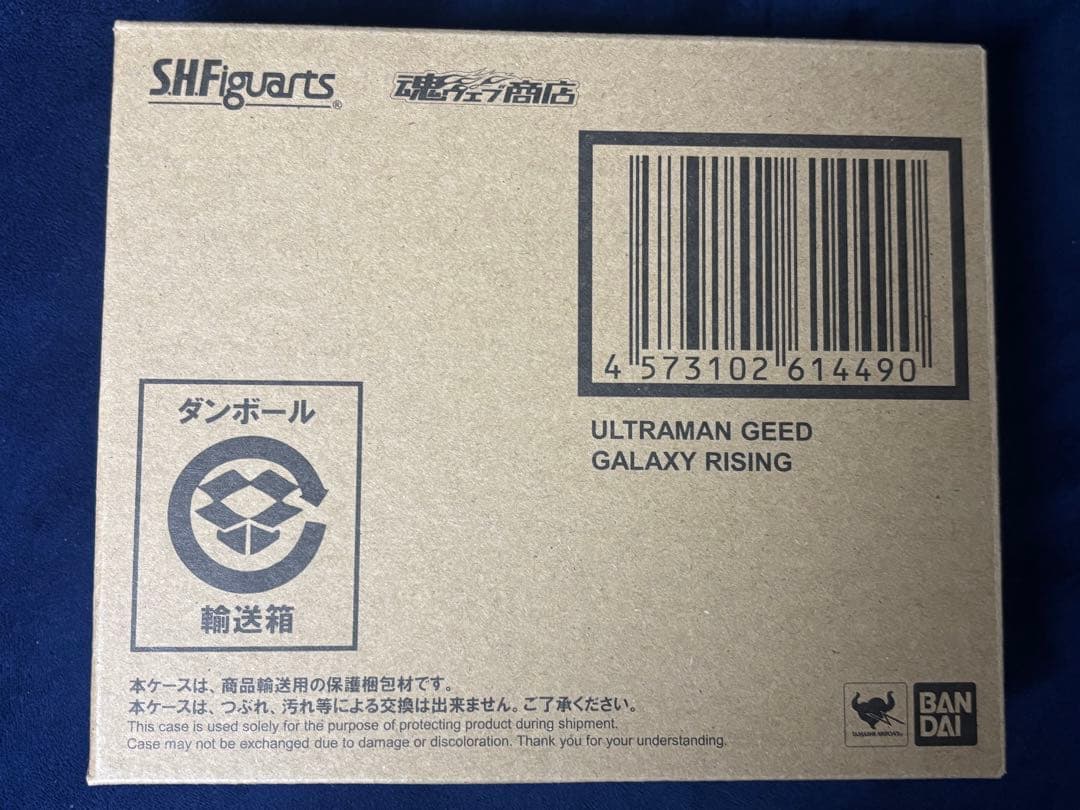 S.H.Figuarts®
魂ウェブ商店
4 573102 614490
ULTRAMAN GEED
GALAXY RISING
ダンボール
輸送箱
本ケースは、商品輸送用の保護梱包材です。
本ケースは、つぶれ、汚れ等による交換は出来ません。ご了承ください。
This case is used solely for the purpose of protecting product during shipment.
Case may not be exchanged due to damage or discoloration. Thank you for your understanding.
TAMASHII NATIONS
BAN
DAI